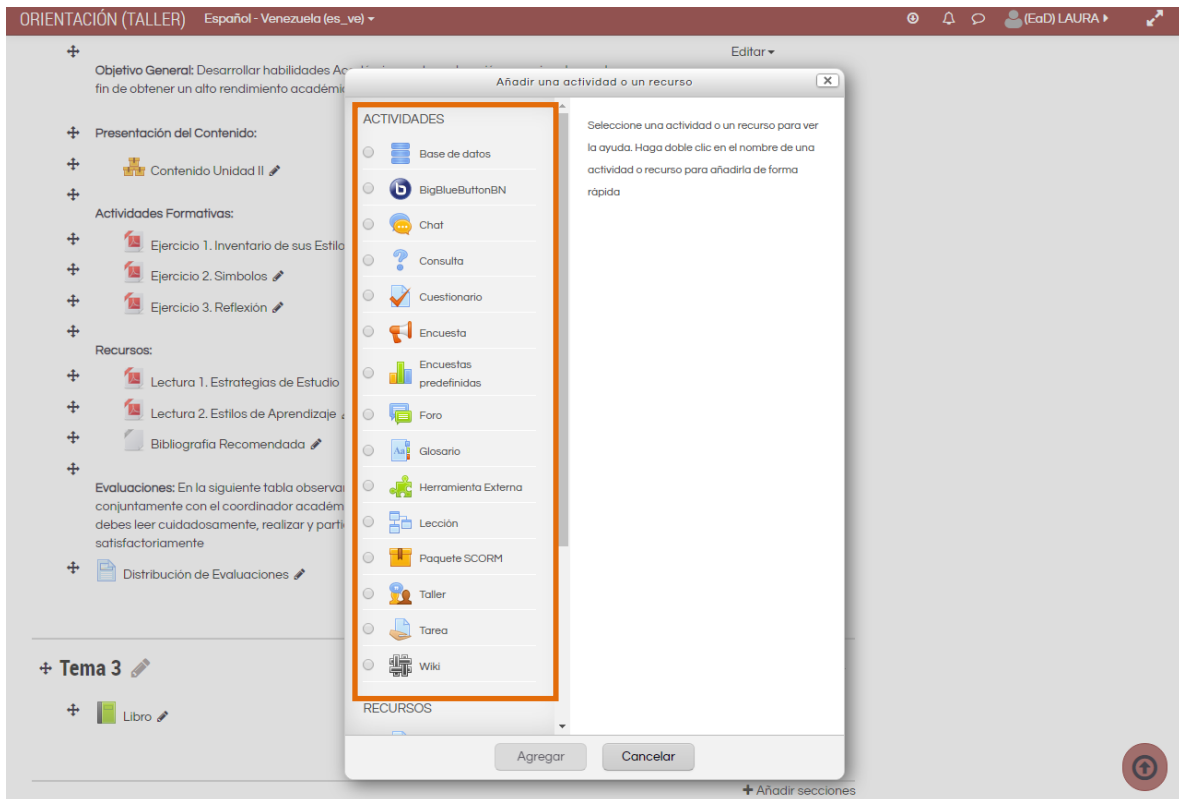 ORIENTACIÓN (TALLER) Español - Venezuela (es_ve)
(EaD) LAURA
Editar
Objetivo General: Desarrollar habilidades
fin de obtener un alto rendimiento
Presentación del Contenido:
Contenido Unidad II
Actividades Formativas:
Ejercicio 1. Inventario de sus
Ejercicio 2. Simbolos
Ejercicio 3. Reflexión
Recursos:
Lectura 1. Estrategias de Estudio
Lectura 2. Estilos de Aprendizaje
Bibliografia Recomendada
Evaluaciones: En la siguiente tabla
conjuntamente con el coordinador
debes leer cuidadosamente, realizar y
satisfactoriamente
Distribución de Evaluaciones
Tema 3
Libro
Añadir secciones
Añadir una actividad o un recurso
ACTIVIDADES
Base de datos
BigBlueButtonBN
Chat
Consulta
Cuestionario
Encuesta
Encuestas
predefinidas
Foro
Glosario
Herramienta Externa
Lección
Paquete SCORM
Taller
Tarea
Wiki
RECURSOS
Seleccione una actividad o un recurso para ver
la ayuda. Haga doble clic en el nombre de una
actividad o recurso para añadirla de forma
rápida
Agregar
Cancelar